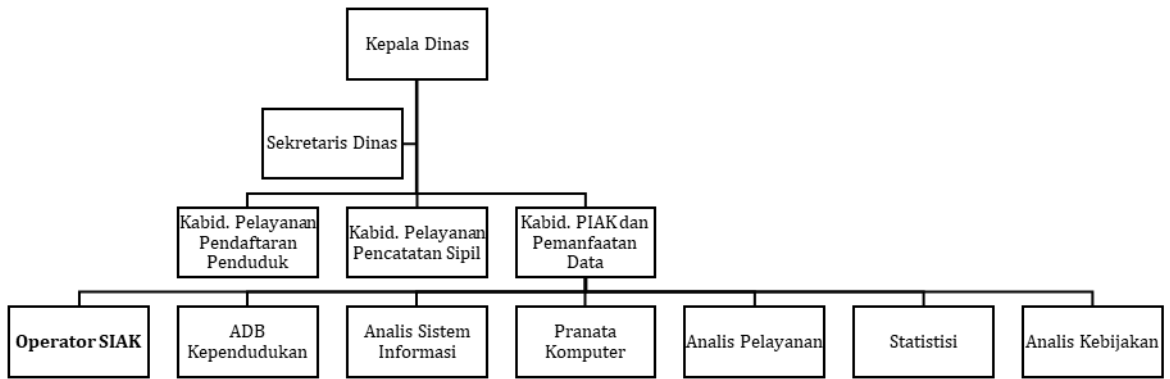 Kepala Dinas
Sekretaris Dinas
Kabid. Pelayanan
Pendaftaran
Penduduk
Kabid. Pelayanan
Pencatatan Sipil
Kabid. PIAK dan
Pemanfaatan
Data
Operator SIAK
ADB
Kependudukan
Analis Sistem
Informasi
Pranata
Komputer
Analis Pelayanan
Statistisi
Analis Kebijakan